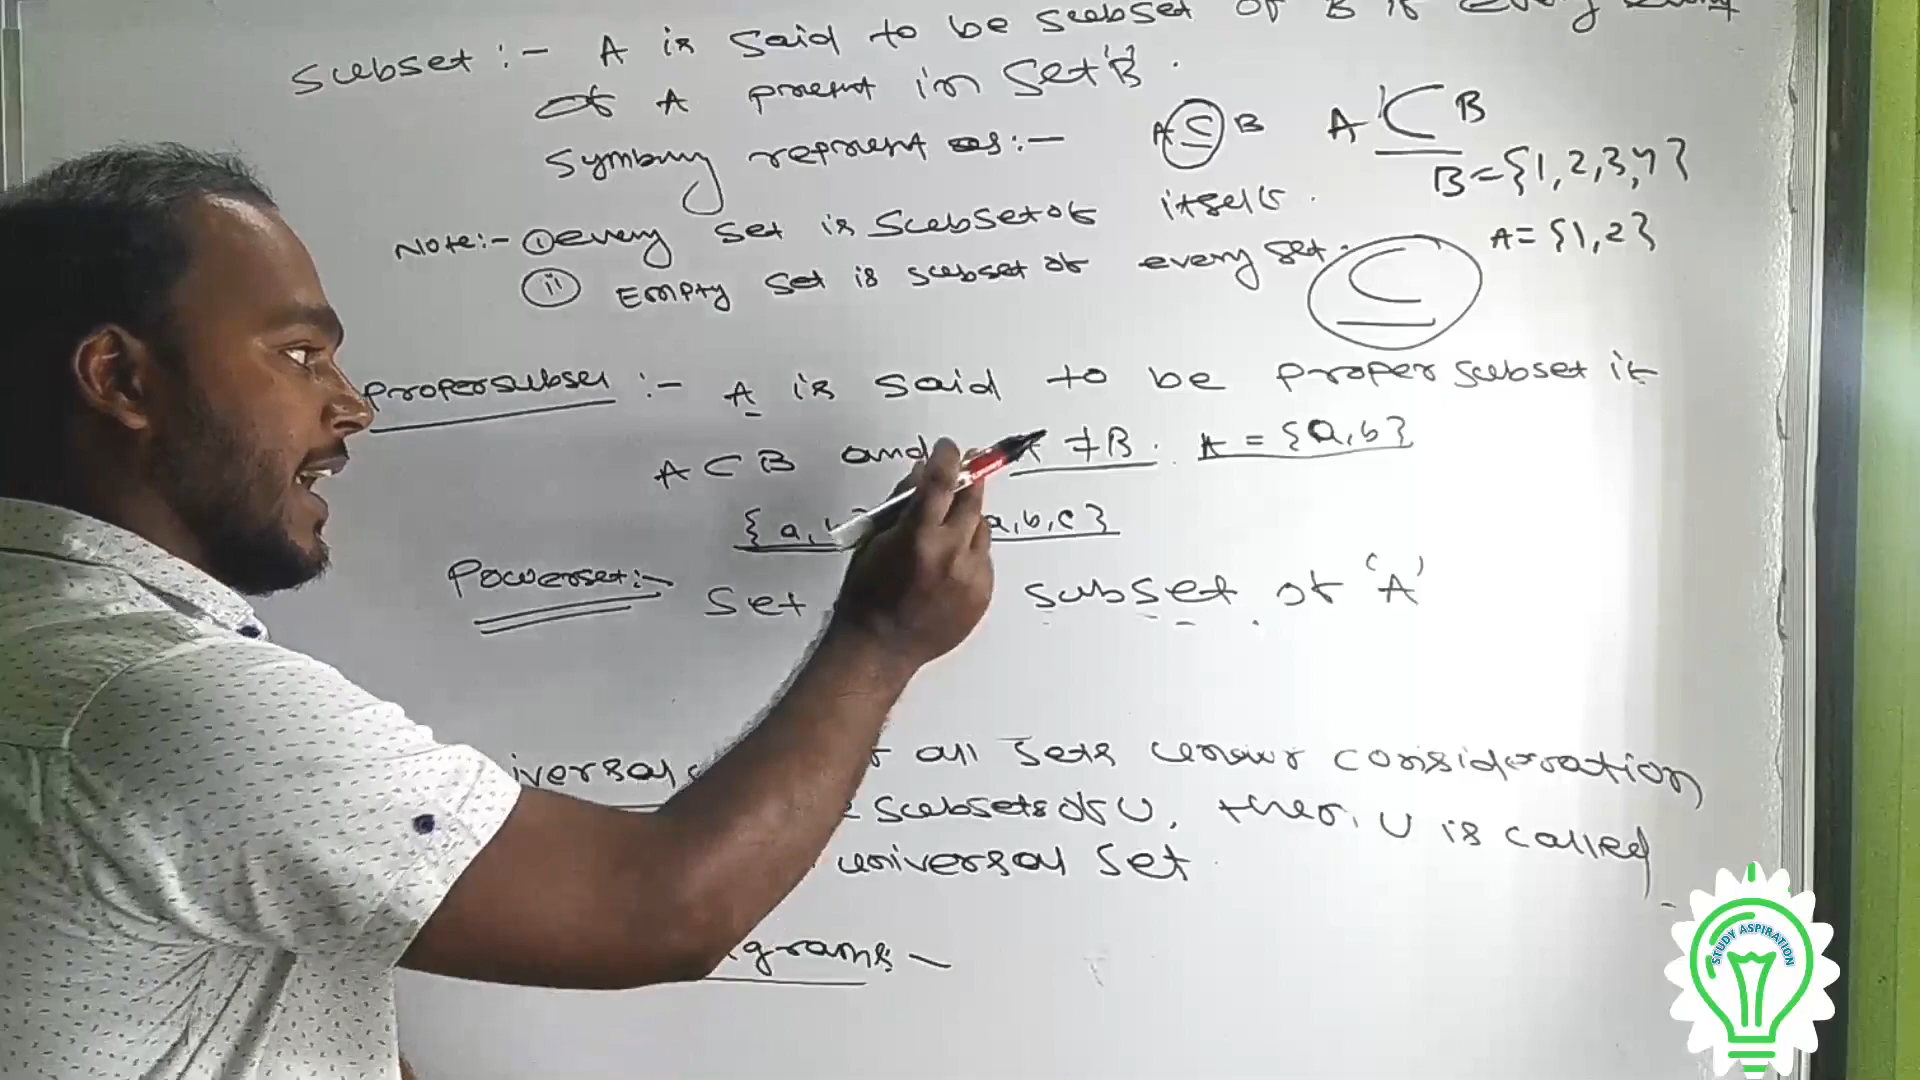 Subset :- A is said to be subset of B if every
of A present in Set 'B'.
represent as :- A ⊆ B A ⊂ B
B = {1, 2, 3, 4}
Note :- (i) every set is subset of itself.
A = {1, 2}
(ii) Empty set is subset of every set.
⊆
Proper subset :- A is said to be proper subset if
A ⊂ B and A ≠ B. A = {a, b}
{a, b a, b, c}
Powerset :- Set subset of 'A'
iversal all sets under consideration
subsets of U, then, U is called
universal set
grams -
STUDY ASPIRATION